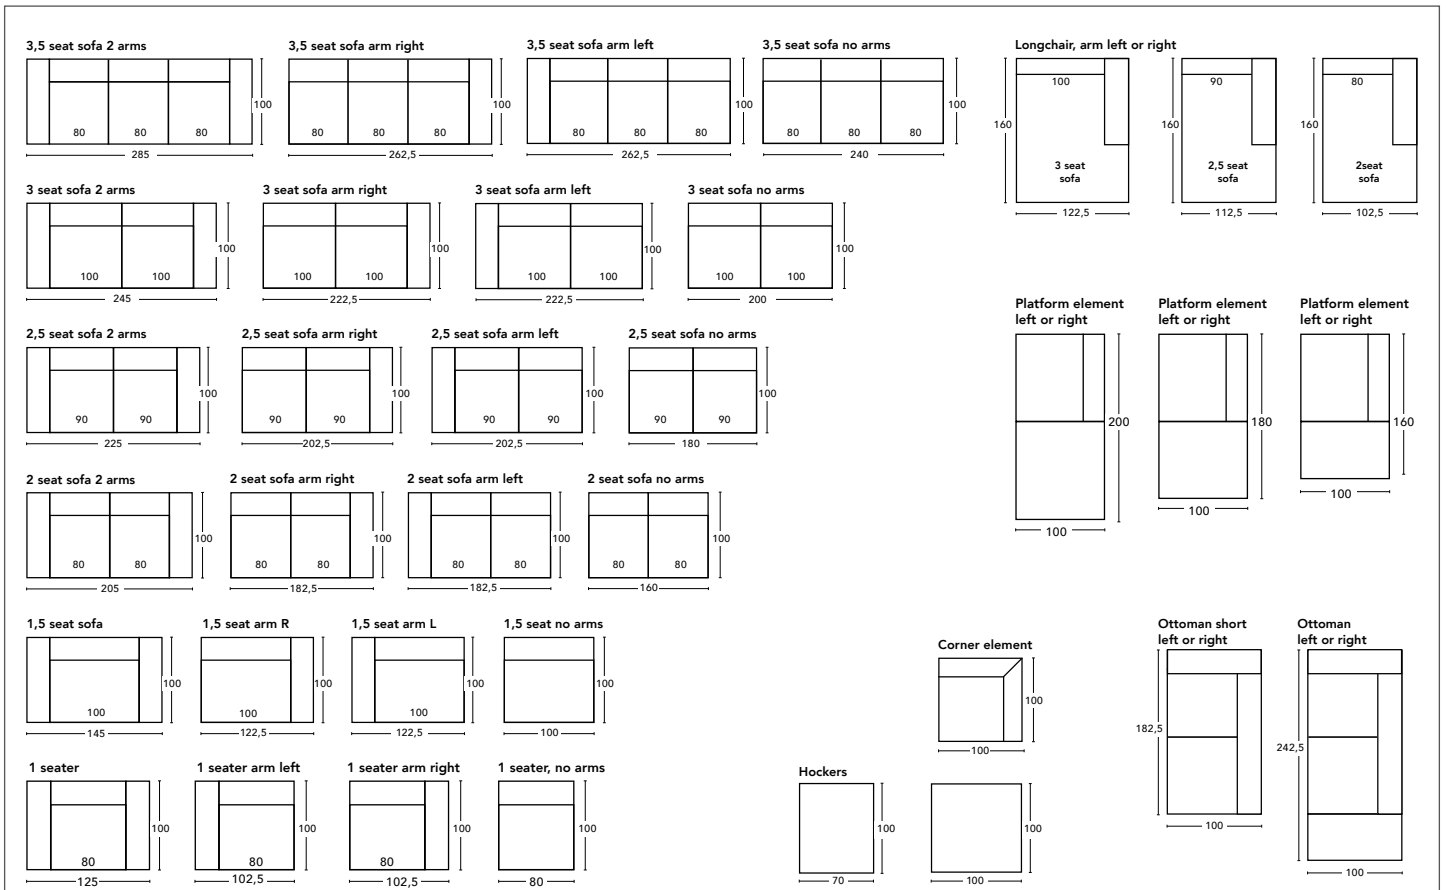 3,5 seat sofa 2 arms
80 80 80
100
285
3,5 seat sofa arm right
80 80 80
100
262,5
3,5 seat sofa arm left
80 80 80
100
262,5
3,5 seat sofa no arms
80 80 80
100
240
Longchair, arm left or right
100
160
3 seat
sofa
122,5
90
160
2,5 seat
sofa
112,5
80
160
2seat
sofa
102,5
3 seat sofa 2 arms
100 100
100
245
3 seat sofa arm right
100 100
100
222,5
3 seat sofa arm left
100 100
100
222,5
3 seat sofa no arms
100 100
100
200
Platform element
left or right
200
100
Platform element
left or right
180
100
Platform element
left or right
160
100
2,5 seat sofa 2 arms
90 90
100
225
2,5 seat sofa arm right
90 90
100
202,5
2,5 seat sofa arm left
90 90
100
202,5
2,5 seat sofa no arms
90 90
100
180
2 seat sofa 2 arms
80 80
100
205
2 seat sofa arm right
80 80
100
182,5
2 seat sofa arm left
80 80
100
182,5
2 seat sofa no arms
80 80
100
160
1,5 seat sofa
100
100
145
1,5 seat arm R
100
100
122,5
1,5 seat arm L
100
100
122,5
1,5 seat no arms
100
100
Corner element
100
100
Ottoman short
left or right
182,5
100
Ottoman
left or right
242,5
100
1 seater
80
100
125
1 seater arm left
80
100
102,5
1 seater arm right
80
100
102,5
1 seater, no arms
100
80
Hockers
100
70
100
100